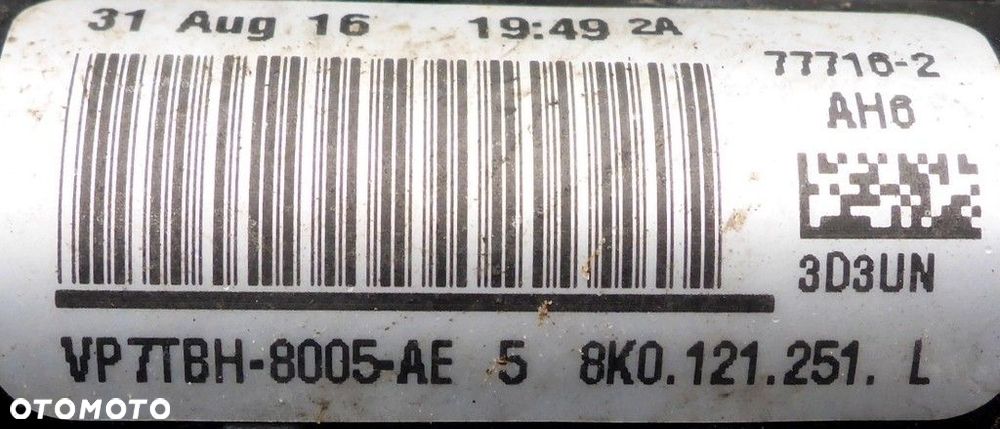 31 Aug 16 19:49 2A
77716-2
AH6
3D3UN
VP7TBH-8005-AE 5 8K0.121.251. L
OTOMOTO